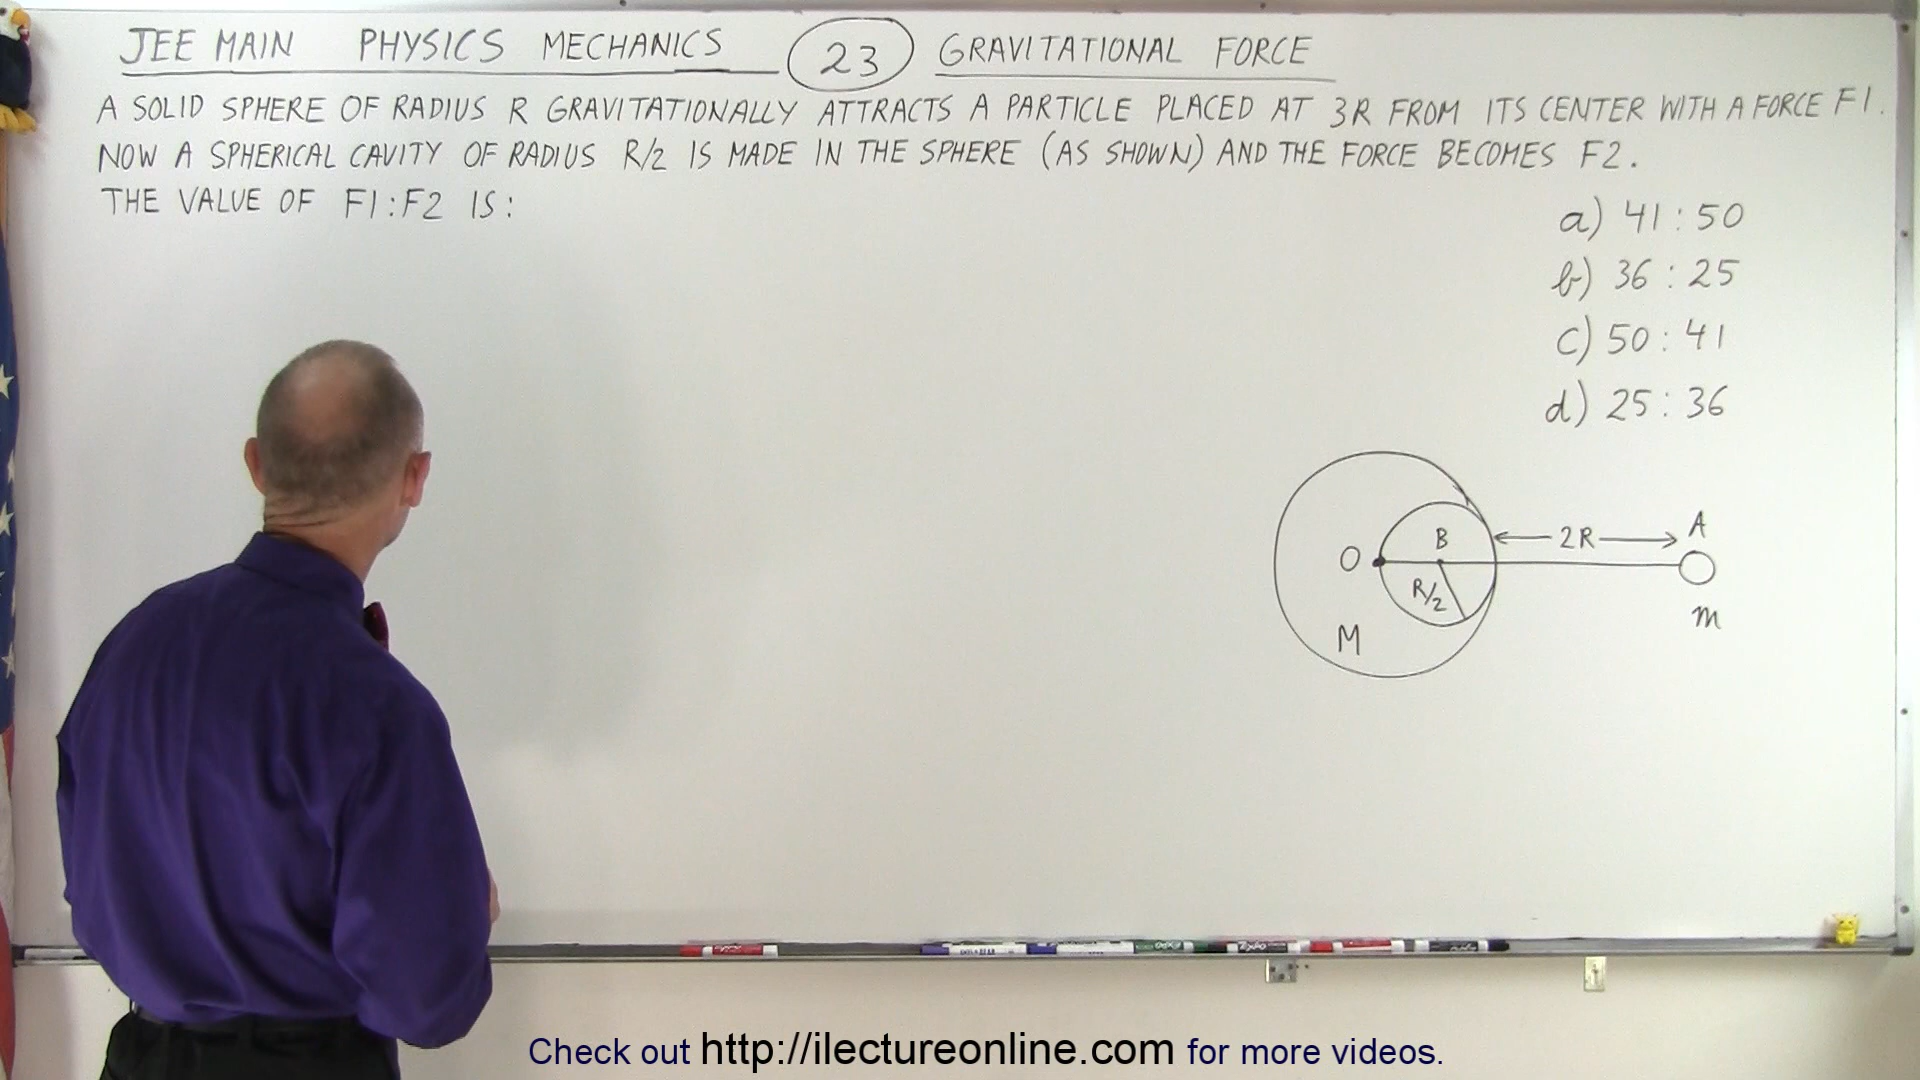 JEE MAIN PHYSICS MECHANICS 23 GRAVITATIONAL FORCE
A SOLID SPHERE OF RADIUS R GRAVITATIONALLY ATTRACTS A PARTICLE PLACED AT 3R FROM ITS CENTER WITH A FORCE F1.
NOW A SPHERICAL CAVITY OF RADIUS R/2 IS MADE IN THE SPHERE (AS SHOWN) AND THE FORCE BECOMES F2.
THE VALUE OF F1:F2 IS:
a) 41:50
b) 36:25
c) 50:41
d) 25:36
B
2R
A
O
R/2
M
m
Check out http://ilectureonline.com for more videos.